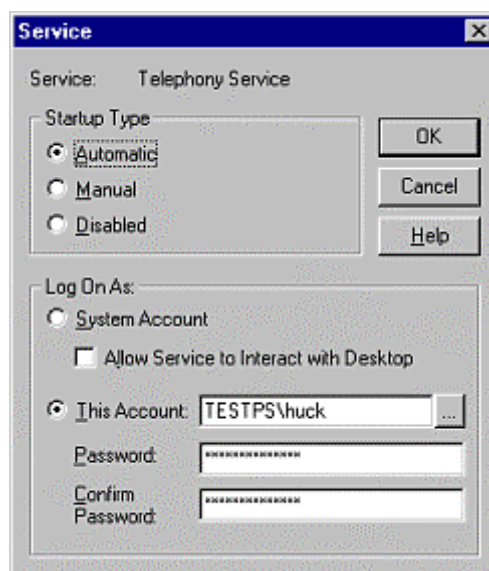 Service
Service: Telephony Service
Startup Type
Automatic
Manual
Disabled
OK
Cancel
Help
Log On As:
System Account
Allow Service to Interact with Desktop
This Account: TESTPS\huck ...
Password: **************
Confirm
Password: **************